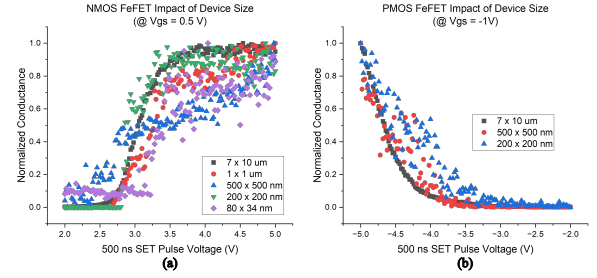 NMOS FeFET Impact of Device Size
(@ Vgs = 0.5 V)
Normalized Conductance
1.0
0.8
0.6
0.4
0.2
0.0
7 x 10 um
1 x 1 um
500 x 500 nm
200 x 200 nm
80 x 34 nm
2.0 2.5 3.0 3.5 4.0 4.5 5.0
500 ns SET Pulse Voltage (V)
(a)
PMOS FeFET Impact of Device Size
(@ Vgs = -1V)
Normalized Conductance
1.0
0.8
0.6
0.4
0.2
0.0
7 x 10 um
500 x 500 nm
200 x 200 nm
−5.0 −4.5 −4.0 −3.5 −3.0 −2.5 −2.0
500 ns SET Pulse Voltage (V)
(b)